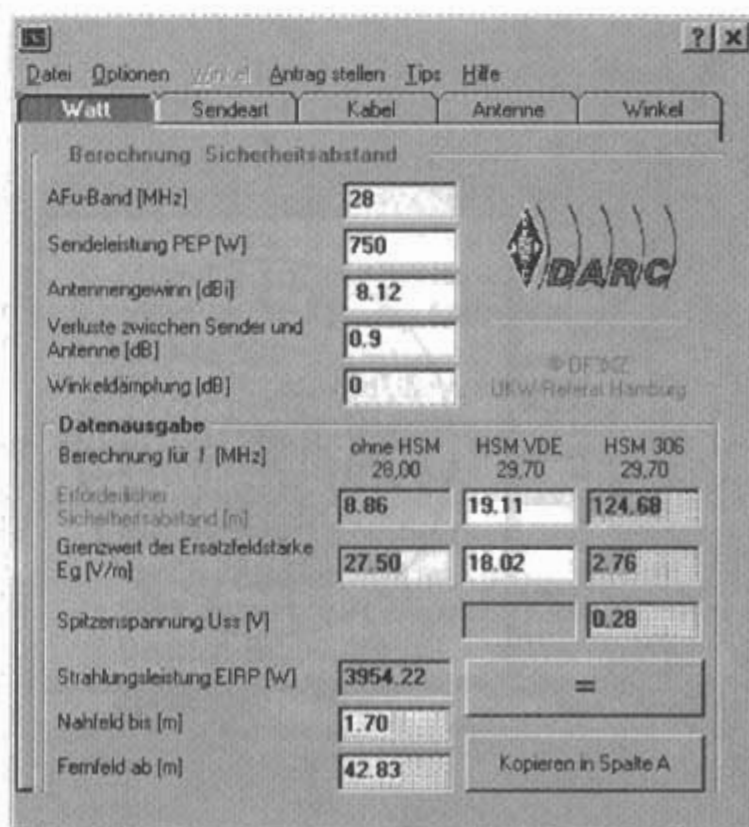 ? X
Datei Optionen Winkel Antrag stellen Tips Hilfe
Watt Sendeart Kabel Antenne Winkel
Berechnung Sicherheitsabstand
AFu-Band [MHz] 28
Sendeleistung PEP [W] 750
Antennengewinn [dBi] 8.12
Verluste zwischen Sender und
Antenne [dB] 0.9
Winkeldämpfung [dB] 0
DARC
UKW-Referat Hamburg
Datenausgabe
Berechnung für f [MHz] ohne HSM 28,00 HSM VDE 29,70 HSM 306 29,70
Erforderlicher
Sicherheitsabstand [m] 8.86 19.11 124.68
Grenzwert der Ersatzfeldstärke
Eg [V/m] 27.50 18.02 2.76
Spitzenspannung Uss [V] 0.28
Strahlungsleistung EIRP [W] 3954.22 =
Nahfeld bis [m] 1.70
Fernfeld ab [m] 42.83 Kopieren in Spalte A